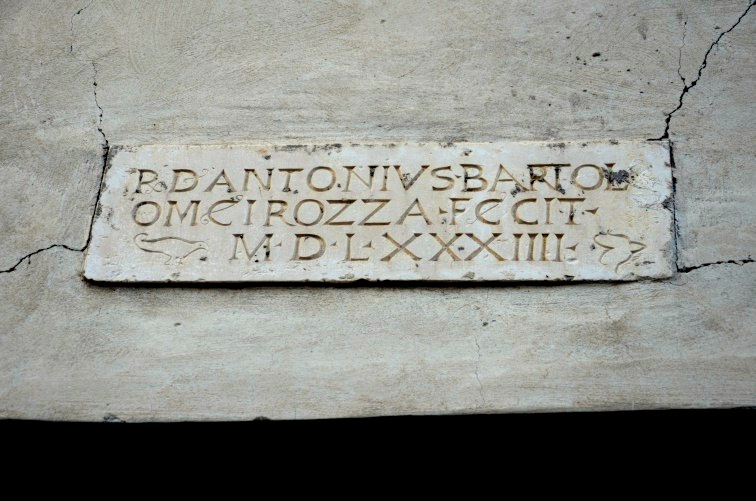 P·D·ANTONIVS·BARTOL
OMEI ROZZA·FECIT·
M·D·L·XXXIIII·